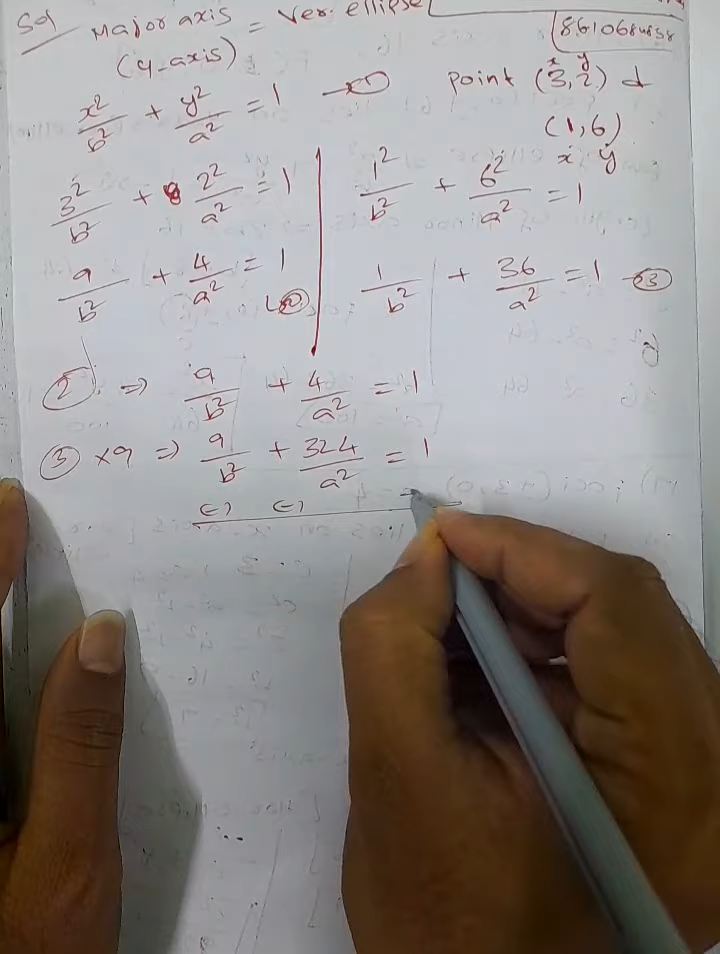 Sol Major axis = Ver. ellipse
(y-axis)
8610684838
x²/b² + y²/a² = 1 → ① point (3, 2) &
x y
(1, 6)
x y
3²/b² + 2²/a² = 1
1²/b² + 6²/a² = 1
9/b² + 4/a² = 1 ②
1/b² + 36/a² = 1 → ③
② ⇒ 9/b² + 4/a² = 1
③ × 9 ⇒ 9/b² + 324/a² = 1
(-) (-)